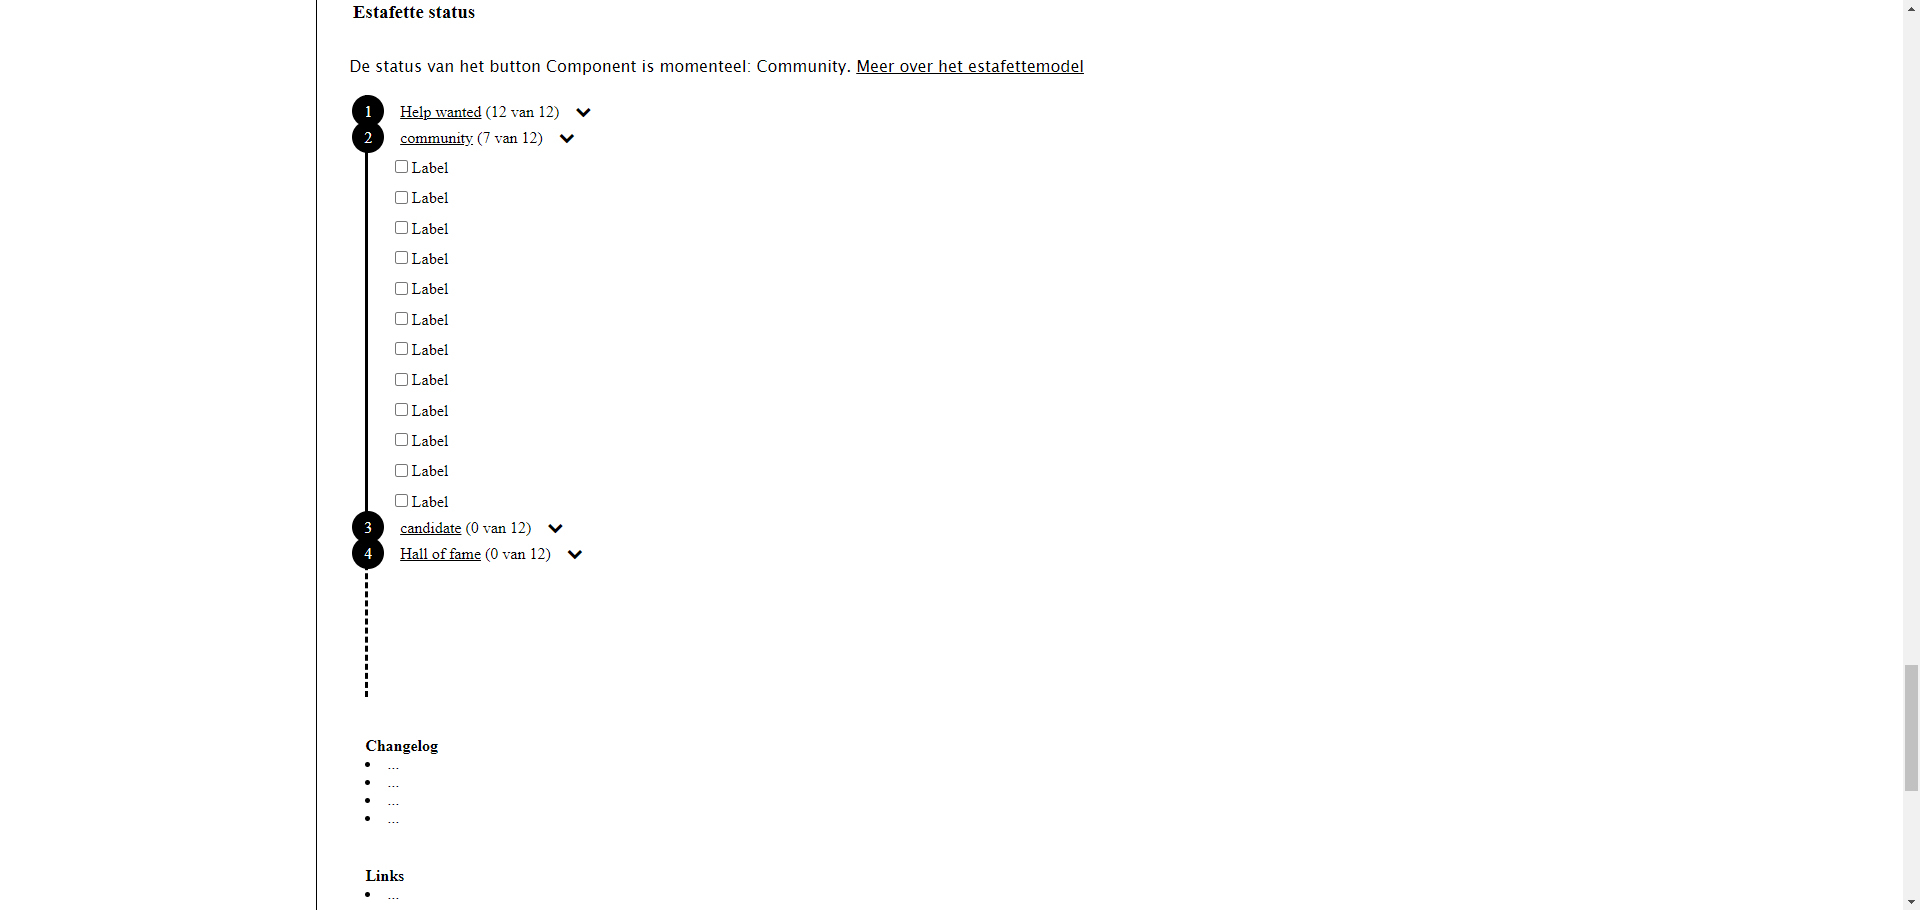 Estafette status
De status van het button Component is momenteel: Community. Meer over het estafettemodel
1 Help wanted (12 van 12)
2 community (7 van 12)
Label
Label
Label
Label
Label
Label
Label
Label
Label
Label
Label
Label
3 candidate (0 van 12)
4 Hall of fame (0 van 12)
Changelog
• ...
• ...
• ...
• ...
Links
• ...